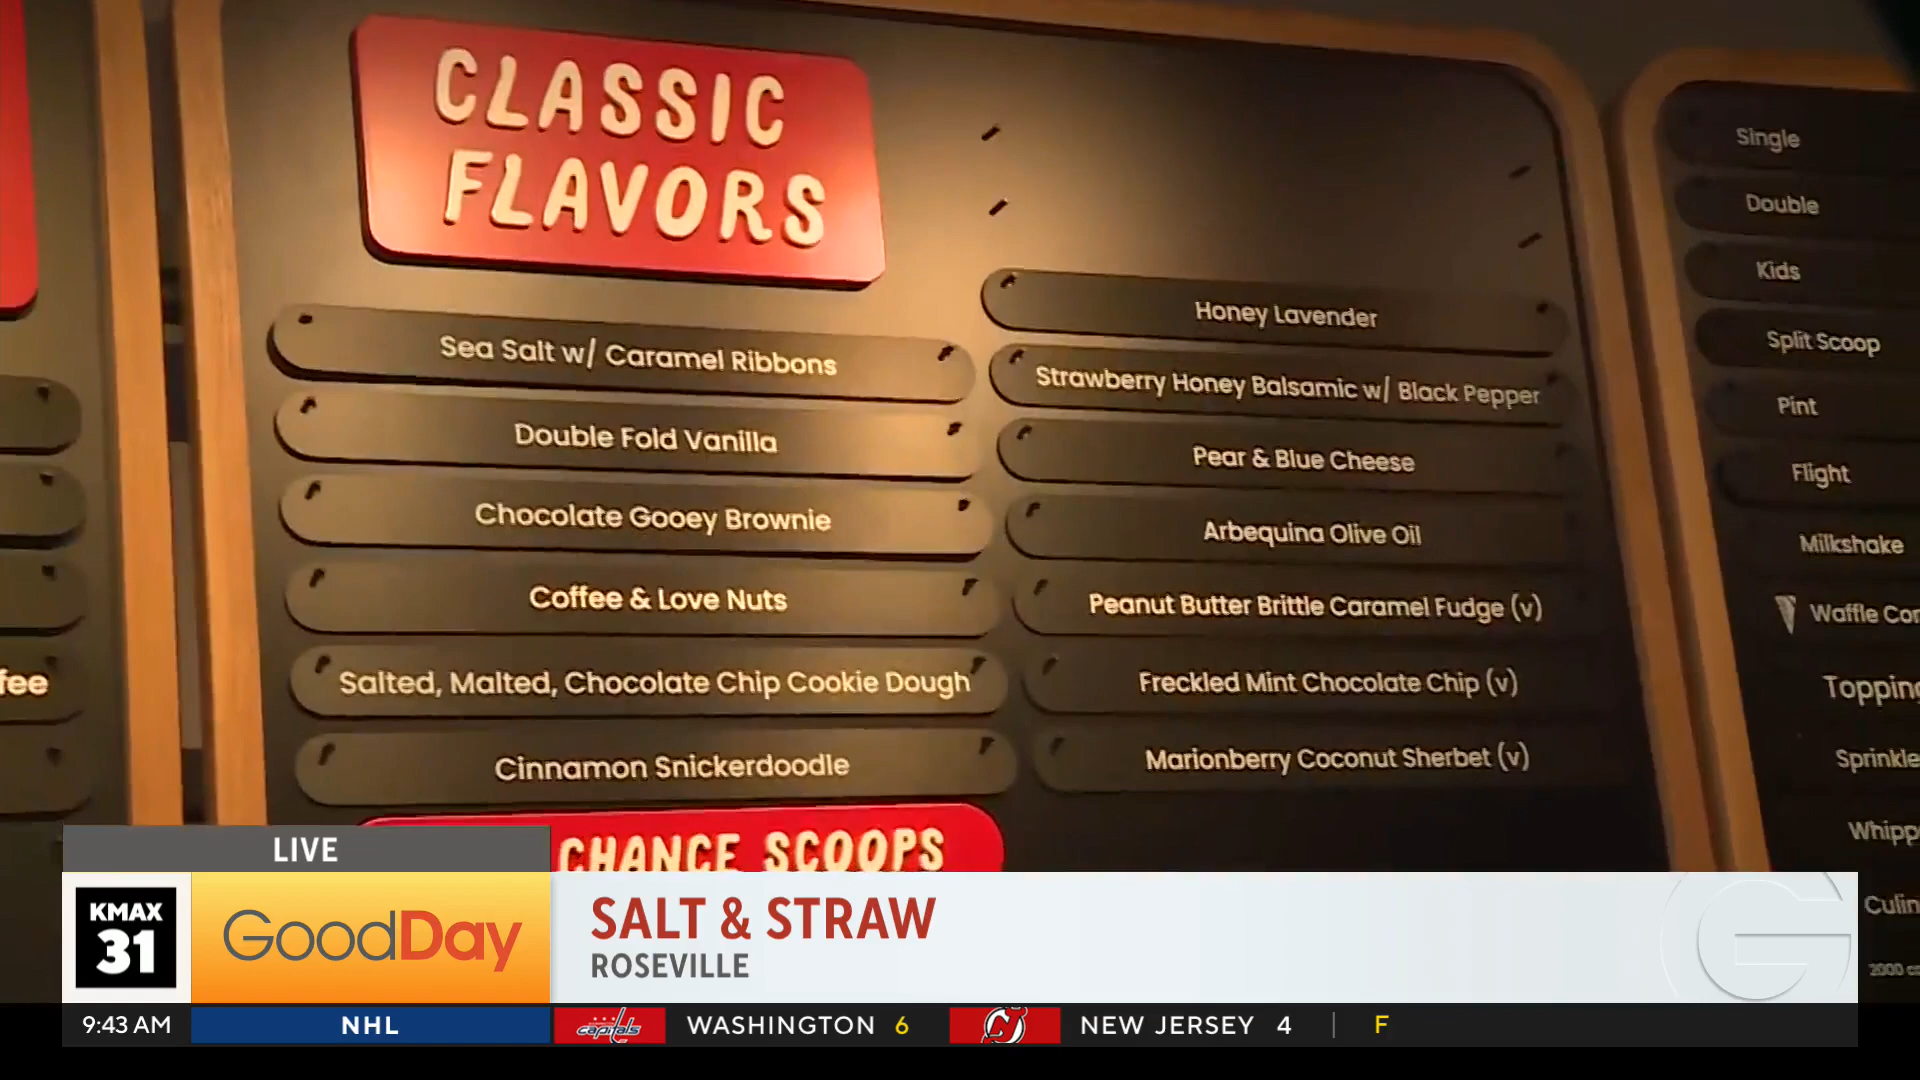 CLASSIC
FLAVORS
Sea Salt w/ Caramel Ribbons
Double Fold Vanilla
Chocolate Gooey Brownie
Coffee & Love Nuts
Salted, Malted, Chocolate Chip Cookie Dough
Cinnamon Snickerdoodle
Honey Lavender
Strawberry Honey Balsamic w/ Black Pepper
Pear & Blue Cheese
Arbequina Olive Oil
Peanut Butter Brittle Caramel Fudge (v)
Freckled Mint Chocolate Chip (v)
Marionberry Coconut Sherbet (v)
CHANCE SCOOPS
Single
Double
Kids
Split Scoop
Pint
Flight
Milkshake
Waffle
LIVE
KMAX
31
GoodDay
SALT & STRAW
ROSEVILLE
9:43 AM
NHL
capitals
WASHINGTON 6
NEW JERSEY 4
F